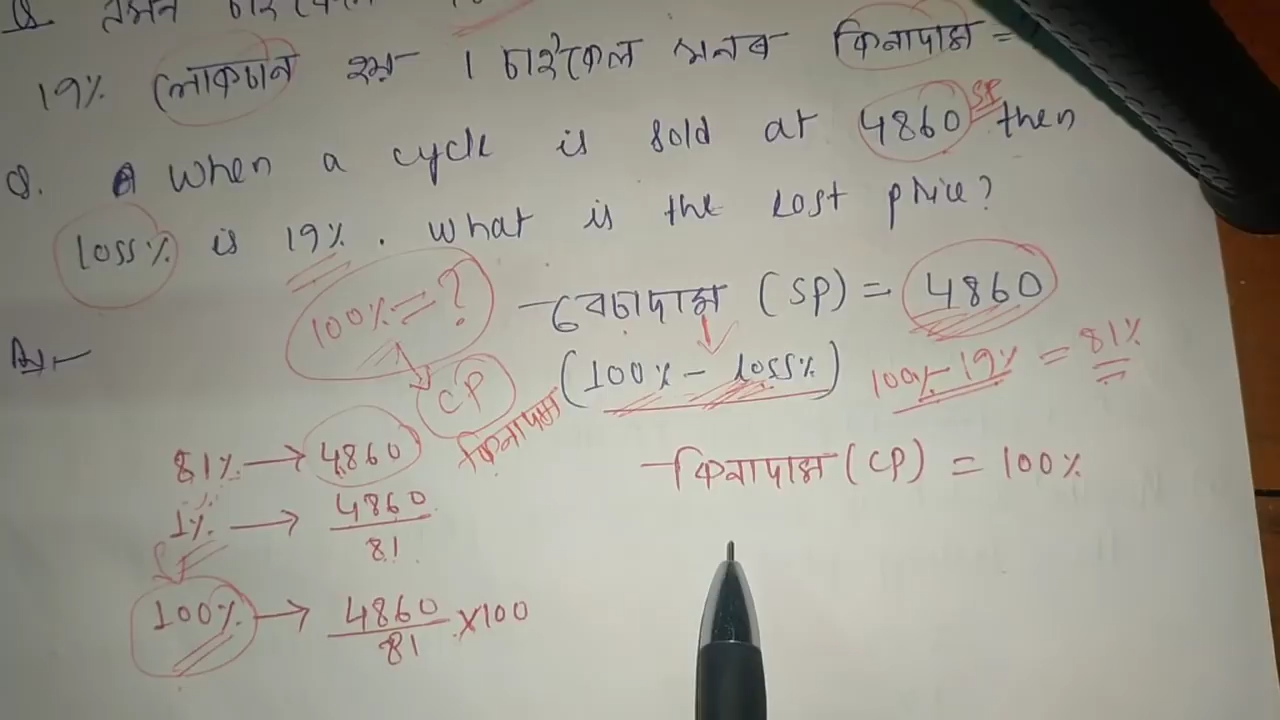 19% লোকচান হয় । চাইকেল খনৰ কিনাদাম =
Q. When a cycle is sold at 4860 SP then
loss% is 19%. What is the cost price?
100% = ?
বেচাদাম (SP) = 4860
CP কিনাদাম
(100% - loss%) 100% - 19% = 81%
81% → 4860
কিনাদাম (CP) = 100%
1% → 4860/81
100% → 4860/81 ×100